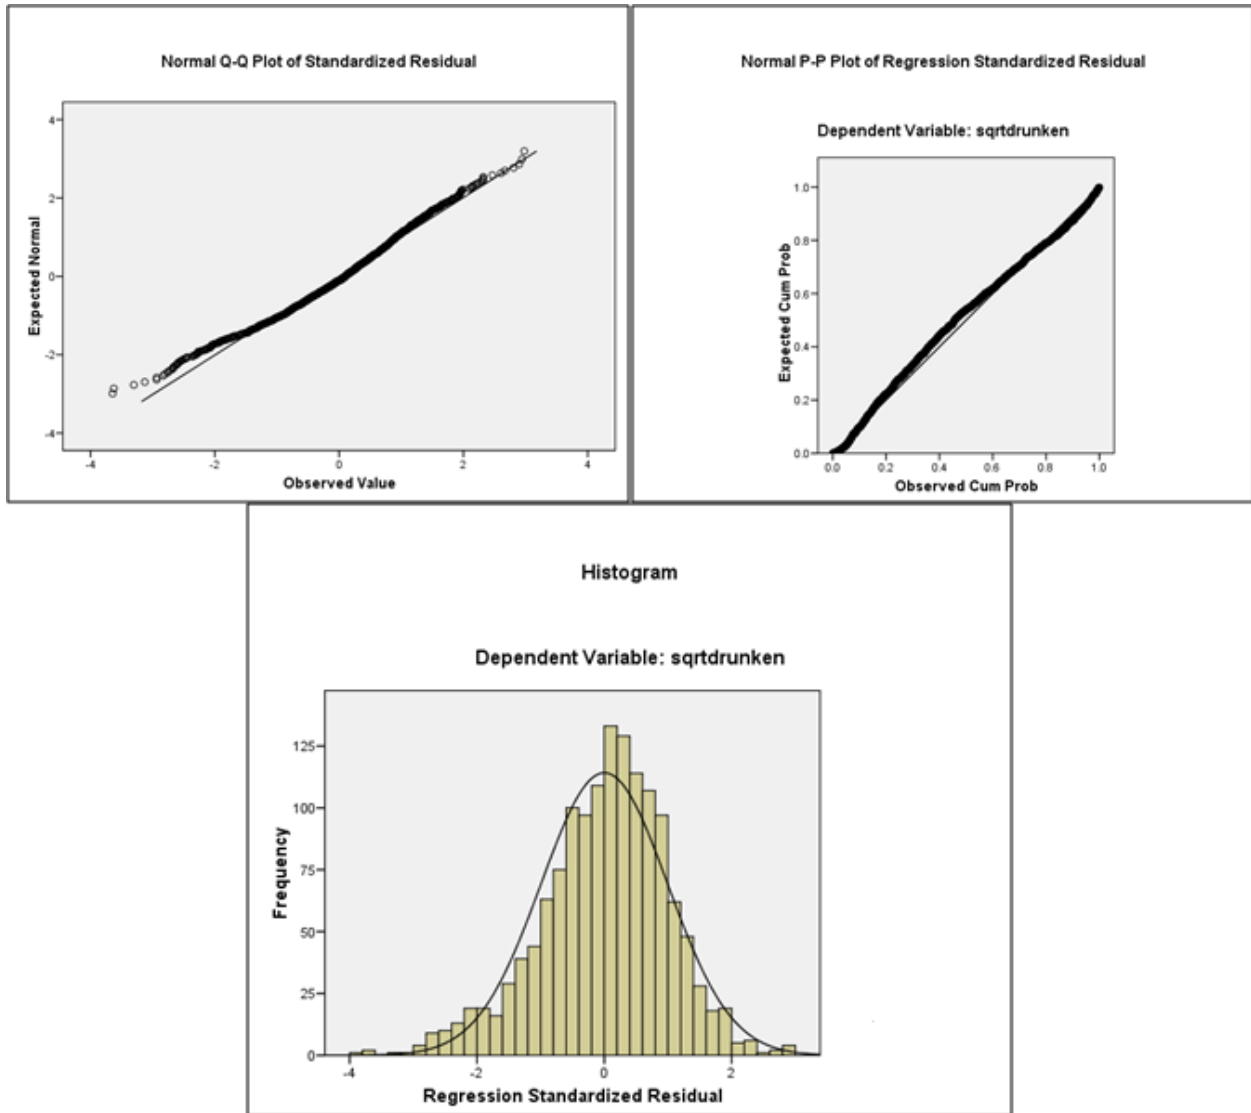 Normal Q-Q Plot of Standardized Residual
Expected Normal
4
2
0
-2
-4
-4 -2 0 2 4
Observed Value
Normal P-P Plot of Regression Standardized Residual
Dependent Variable: sqrtdrunken
Expected Cum Prob
1.0
0.8
0.6
0.4
0.2
0.0
0.0 0.2 0.4 0.6 0.8 1.0
Observed Cum Prob
Histogram
Dependent Variable: sqrtdrunken
Frequency
125
100
75
50
25
0
-4 -2 0 2
Regression Standardized Residual